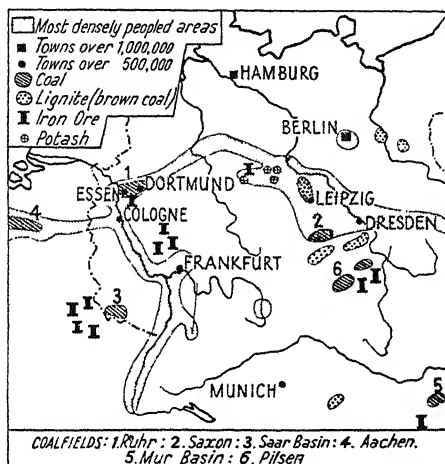 Most densely peopled areas
Towns over 1,000,000
Towns over 500,000
Coal
Lignite (brown coal)
Iron Ore
Potash
HAMBURG
BERLIN
1
ESSEN
DORTMUND
LEIPZIG
4
COLOGNE
2
DRESDEN
FRANKFURT
6
3
MUNICH
5
COALFIELDS: 1. Ruhr: 2. Saxon: 3. Saar Basin: 4. Aachen.
5. Mur Basin: 6. Pilsen